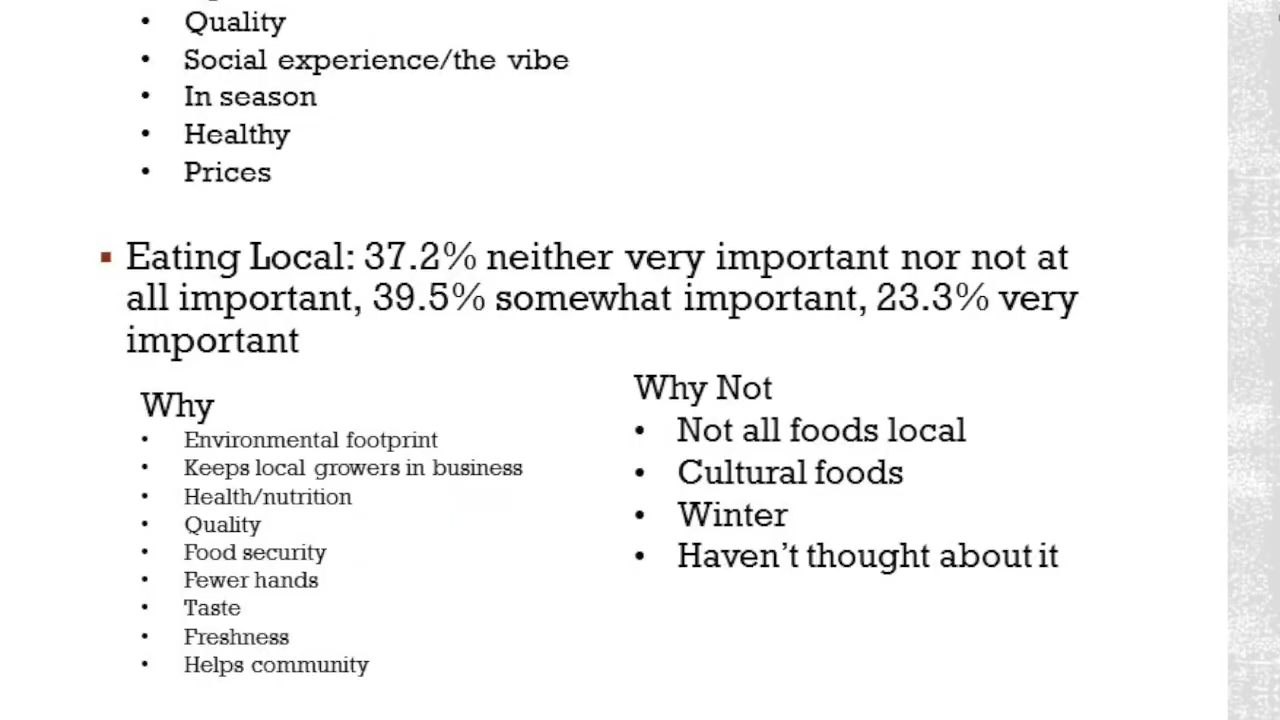 • Quality
• Social experience/the vibe
• In season
• Healthy
• Prices
▪ Eating Local: 37.2% neither very important nor not at
all important, 39.5% somewhat important, 23.3% very
important
Why
• Environmental footprint
• Keeps local growers in business
• Health/nutrition
• Quality
• Food security
• Fewer hands
• Taste
• Freshness
• Helps community
Why Not
• Not all foods local
• Cultural foods
• Winter
• Haven’t thought about it